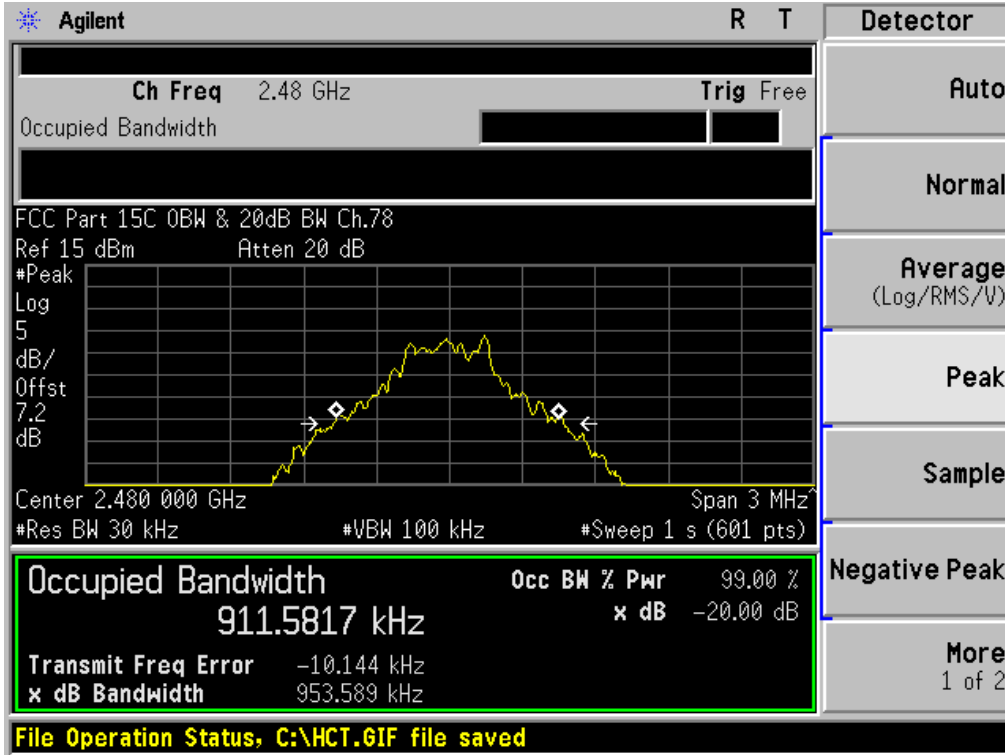 Agilent R T
Ch Freq 2.48 GHz Trig Free
Occupied Bandwidth
FCC Part 15C OBW & 20dB BW Ch.78
Ref 15 dBm Atten 20 dB
#Peak
Log
5
dB/
Offst
7.2
dB
Center 2.480 000 GHz Span 3 MHz^
#Res BW 30 kHz #VBW 100 kHz #Sweep 1 s (601 pts)
Occupied Bandwidth Occ BW % Pwr 99.00 %
911.5817 kHz x dB -20.00 dB
Transmit Freq Error -10.144 kHz
x dB Bandwidth 953.589 kHz
File Operation Status, C:\HCT.GIF file saved
Detector
Auto
Normal
Average
(Log/RMS/V)
Peak
Sample
Negative Peak
More
1 of 2